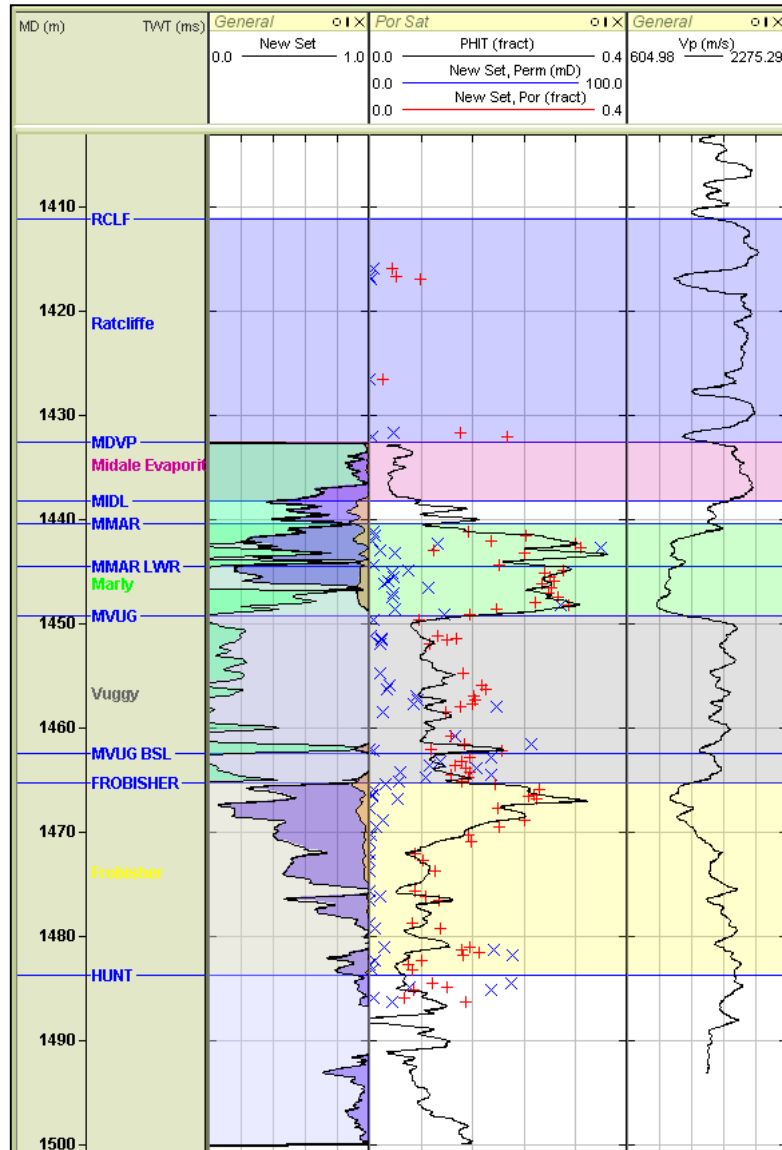 MD (m) TWT (ms) General Por Sat General
New Set PHIT (fract) Vp (m/s)
0.0 1.0 0.0 0.4 604.98 2275.29
New Set, Perm (mD)
0.0 100.0
New Set, Por (fract)
0.0 0.4
1410
RCLF
1420
Ratcliffe
1430
MDVP
Midale Evaporit
MIDL
1440
MMAR
MMAR LWR
Marly
MVUG
1450
Vuggy
1460
MVUG BSL
FROBISHER
1470
Frobisher
1480
HUNT
1490
1500